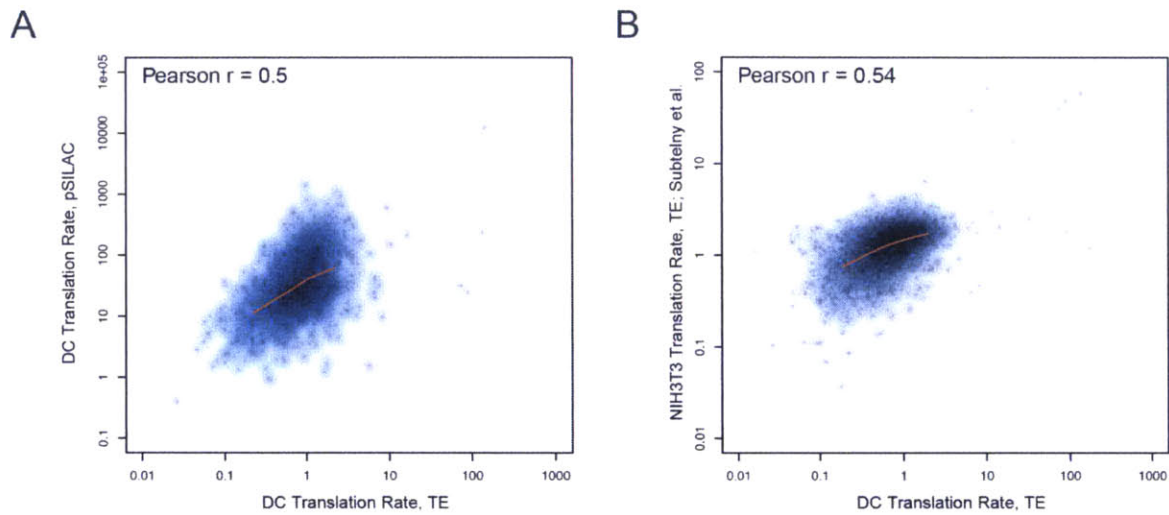 A
Pearson r = 0.5
DC Translation Rate, pSILAC
1e+05
10000
1000
100
10
1
0.1
0.01 0.1 1 10 100 1000
DC Translation Rate, TE
B
Pearson r = 0.54
NIH3T3 Translation Rate, TE; Subtelny et al.
100
10
1
0.1
0.01
0.01 0.1 1 10 100 1000
DC Translation Rate, TE